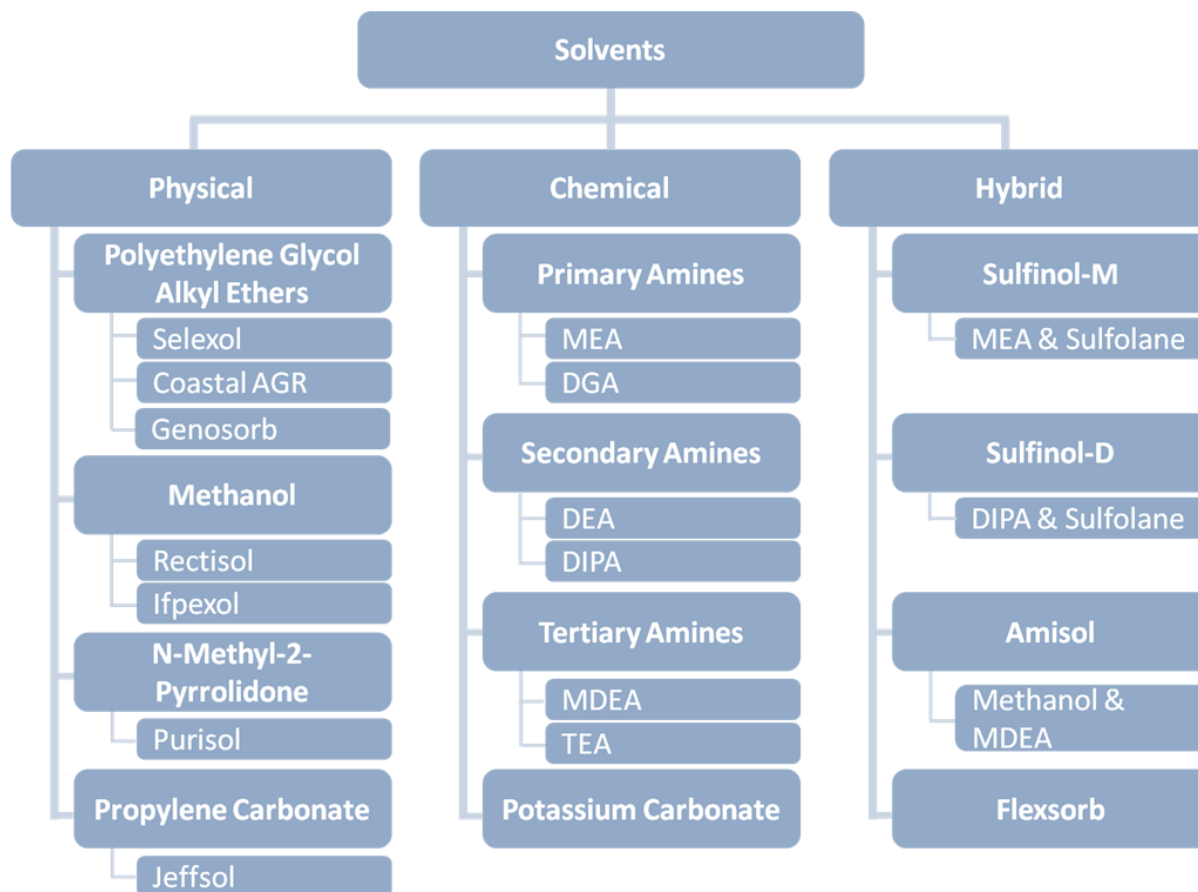 Solvents
Physical
Polyethylene Glycol
Alkyl Ethers
Selexol
Coastal AGR
Genosorb
Methanol
Rectisol
Ifpexol
N-Methyl-2-
Pyrrolidone
Purisol
Propylene Carbonate
Jeffsol
Chemical
Primary Amines
MEA
DGA
Secondary Amines
DEA
DIPA
Tertiary Amines
MDEA
TEA
Potassium Carbonate
Hybrid
Sulfinol-M
MEA & Sulfolane
Sulfinol-D
DIPA & Sulfolane
Amisol
Methanol &
MDEA
Flexsorb